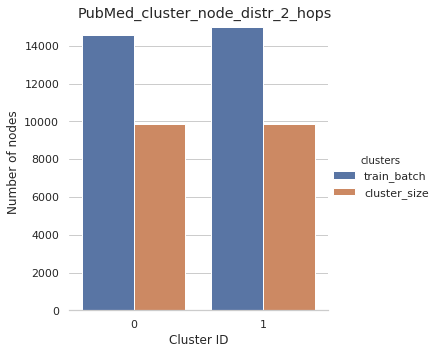 PubMed_cluster_node_distr_2_hops
14000
12000
10000
8000
6000
4000
2000
0
Number of nodes
0
1
Cluster ID
clusters
train_batch
cluster_size